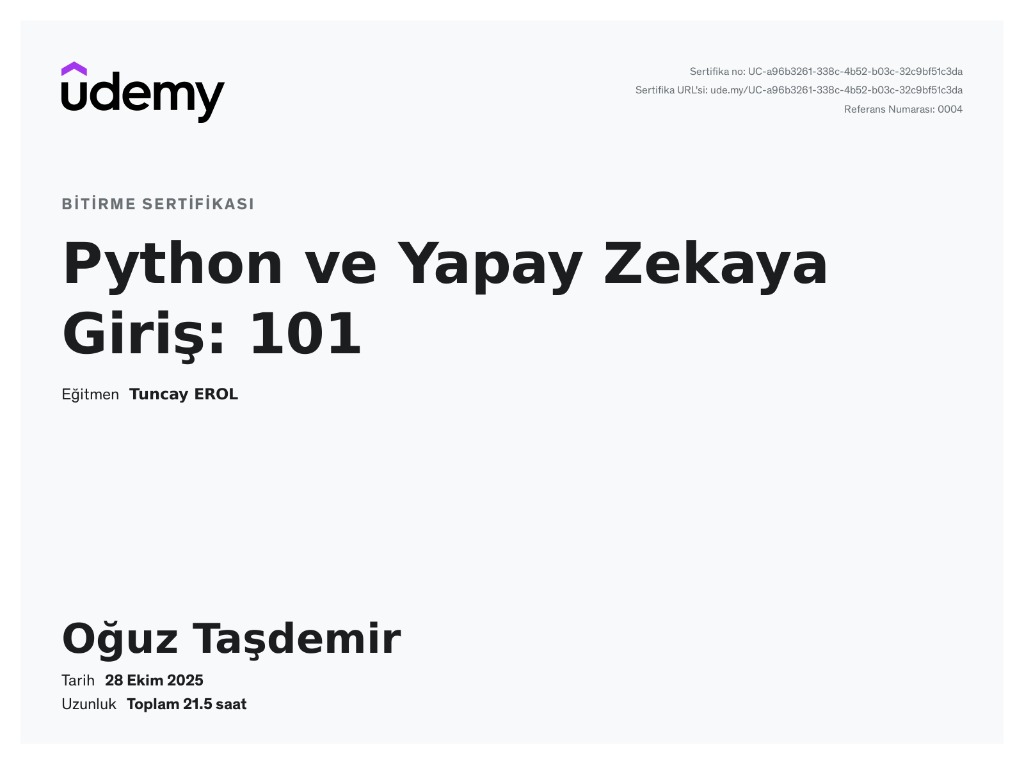 udemy
Sertifika no: UC-a96b3261-338c-4b52-b03c-32c9bf51c3da
Sertifika URL'si: ude.my/UC-a96b3261-338c-4b52-b03c-32c9bf51c3da
Referans Numarası: 0004
BİTİRME SERTİFİKASI
Python ve Yapay Zekaya
Giriş: 101
Eğitmen Tuncay EROL
Oğuz Taşdemir
Tarih 28 Ekim 2025
Uzunluk Toplam 21.5 saat